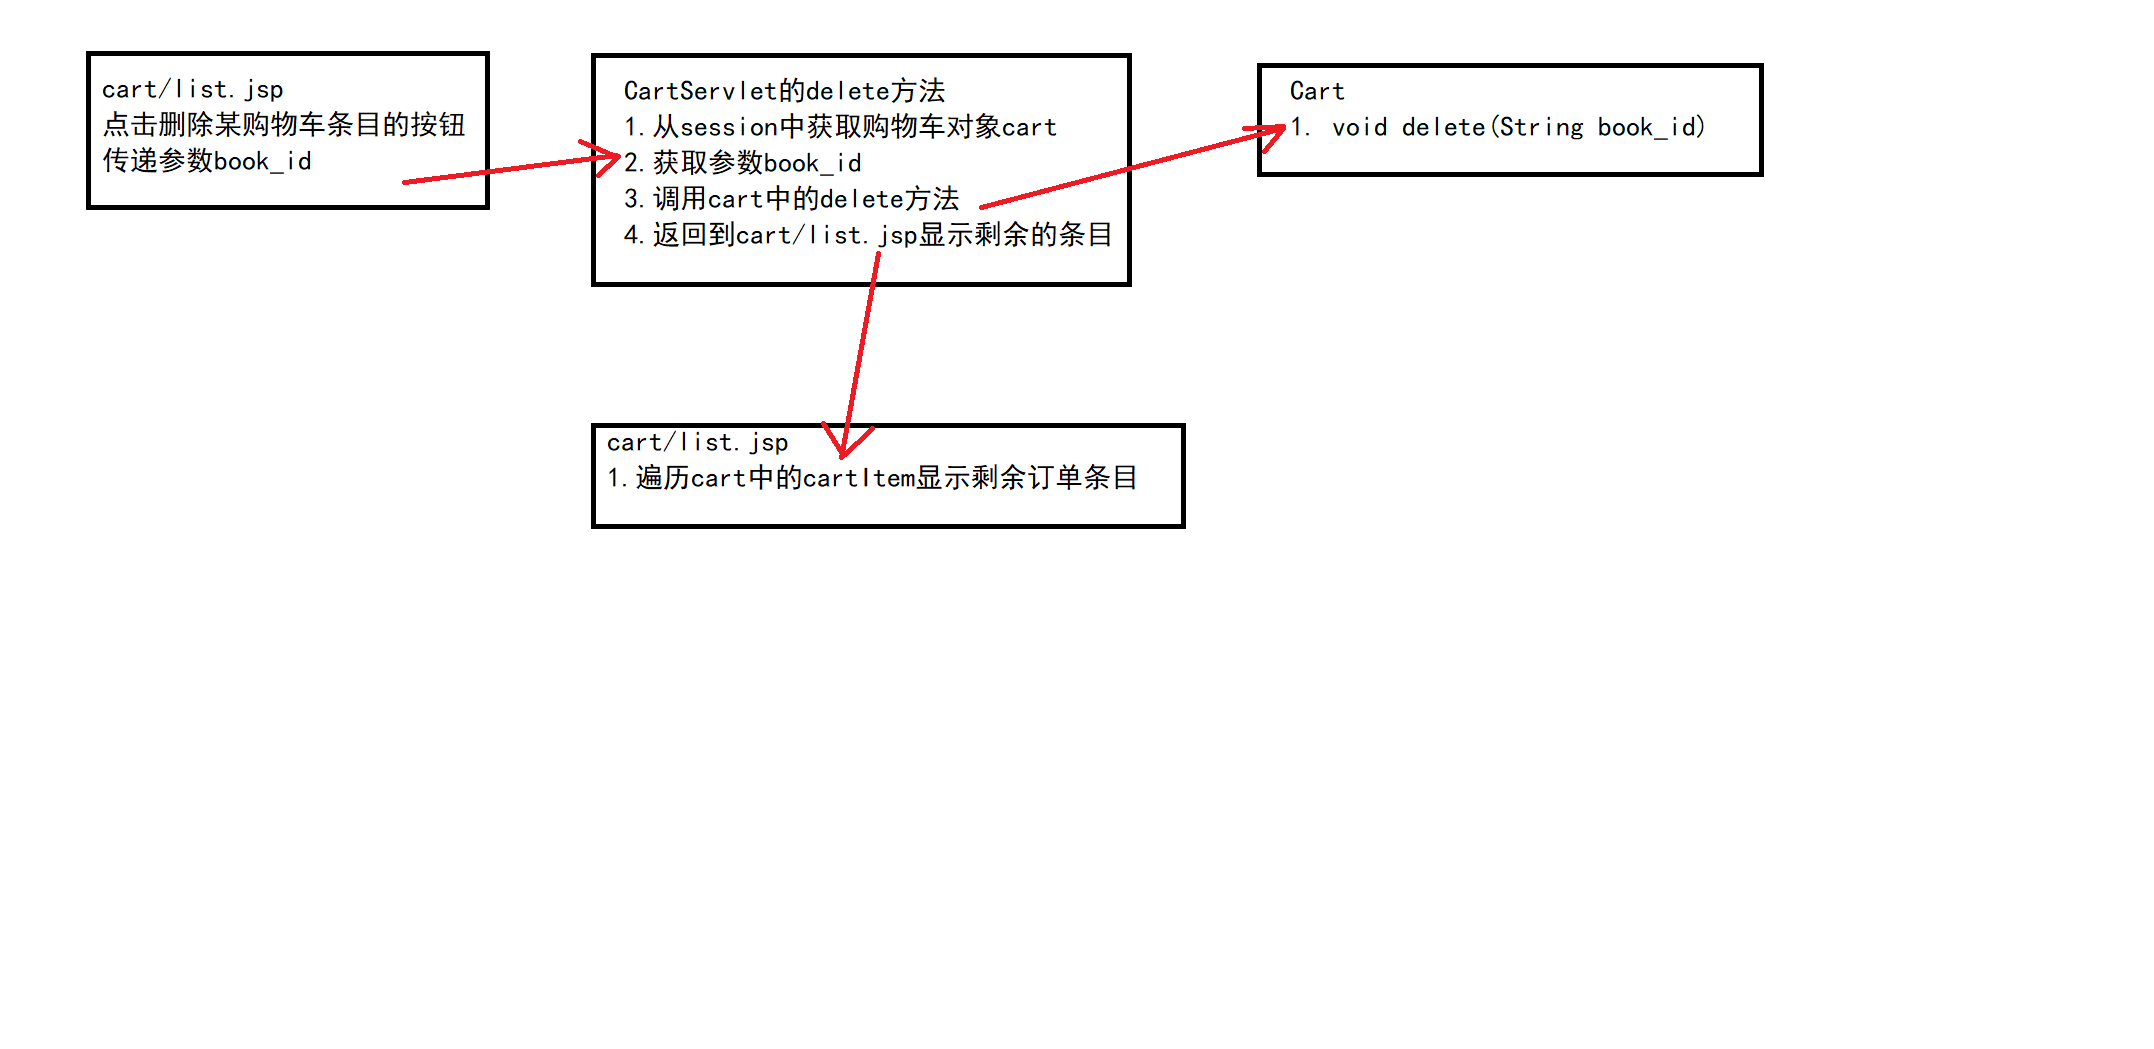 cart/list.jsp
点击删除某购物车条目的按钮
传递参数book_id
CartServlet的delete方法
1.从session中获取购物车对象cart
2.获取参数book_id
3.调用cart中的delete方法
4.返回到cart/list.jsp显示剩余的条目
Cart
1. void delete(String book_id)
cart/list.jsp
1.遍历cart中的cartItem显示剩余订单条目